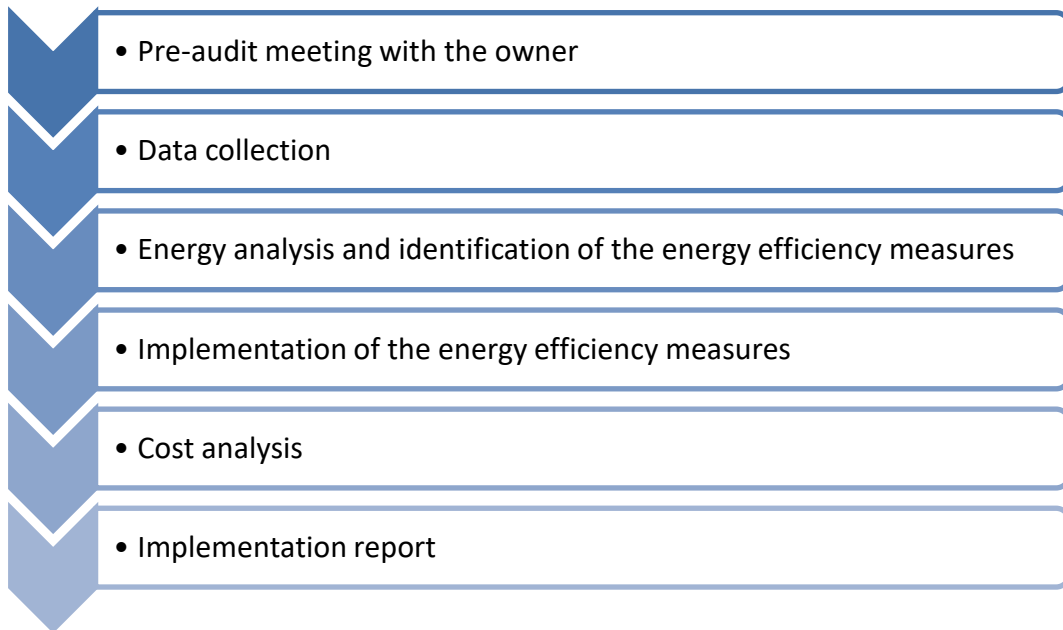 • Pre-audit meeting with the owner
• Data collection
• Energy analysis and identification of the energy efficiency measures
• Implementation of the energy efficiency measures
• Cost analysis
• Implementation report